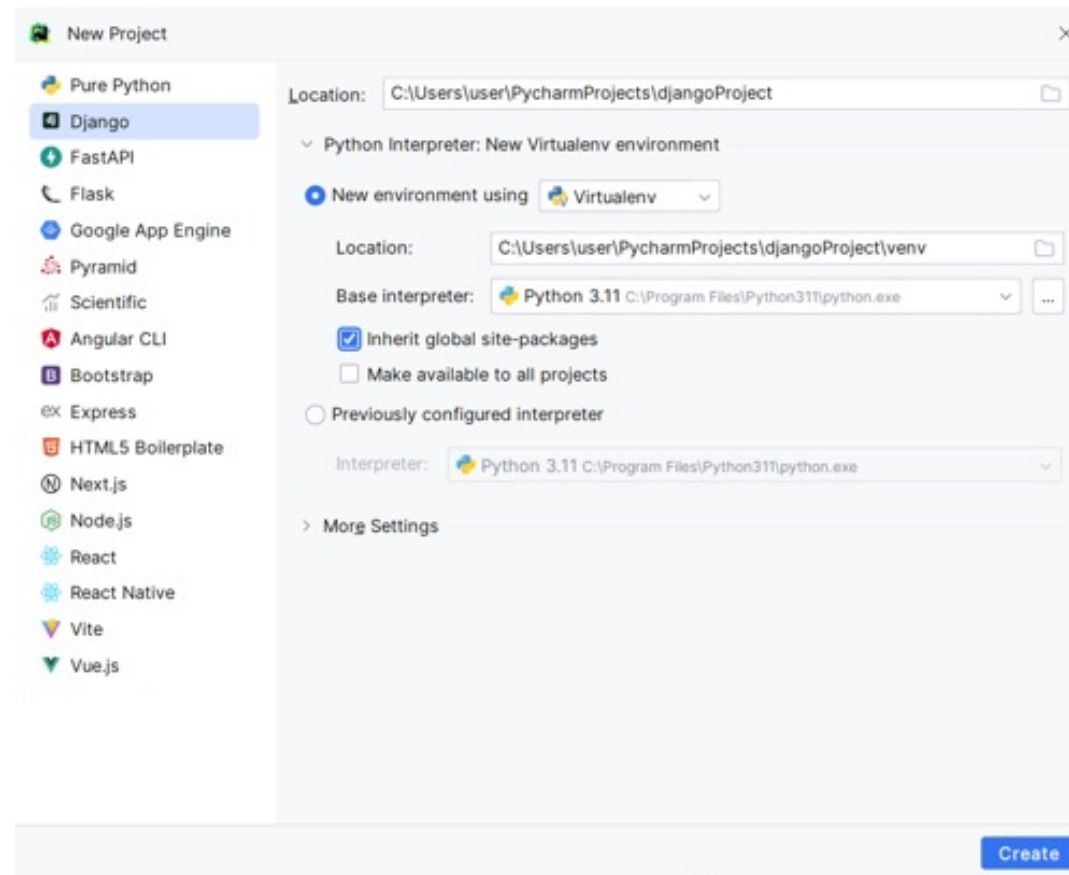 New Project
Pure Python
Django
FastAPI
Flask
Google App Engine
Pyramid
Scientific
Angular CLI
Bootstrap
ex Express
HTML5 Boilerplate
Next.js
Node.js
React
React Native
Vite
Vue.js
Location: C:\Users\user\PycharmProjects\djangoProject
Python Interpreter: New Virtualenv environment
New environment using Virtualenv
Location: C:\Users\user\PycharmProjects\djangoProject\venv
Base interpreter: Python 3.11 C:\Program Files\Python311\python.exe ...
Inherit global site-packages
Make available to all projects
Previously configured interpreter
Interpreter: Python 3.11 C:\Program Files\Python311\python.exe
More Settings
Create